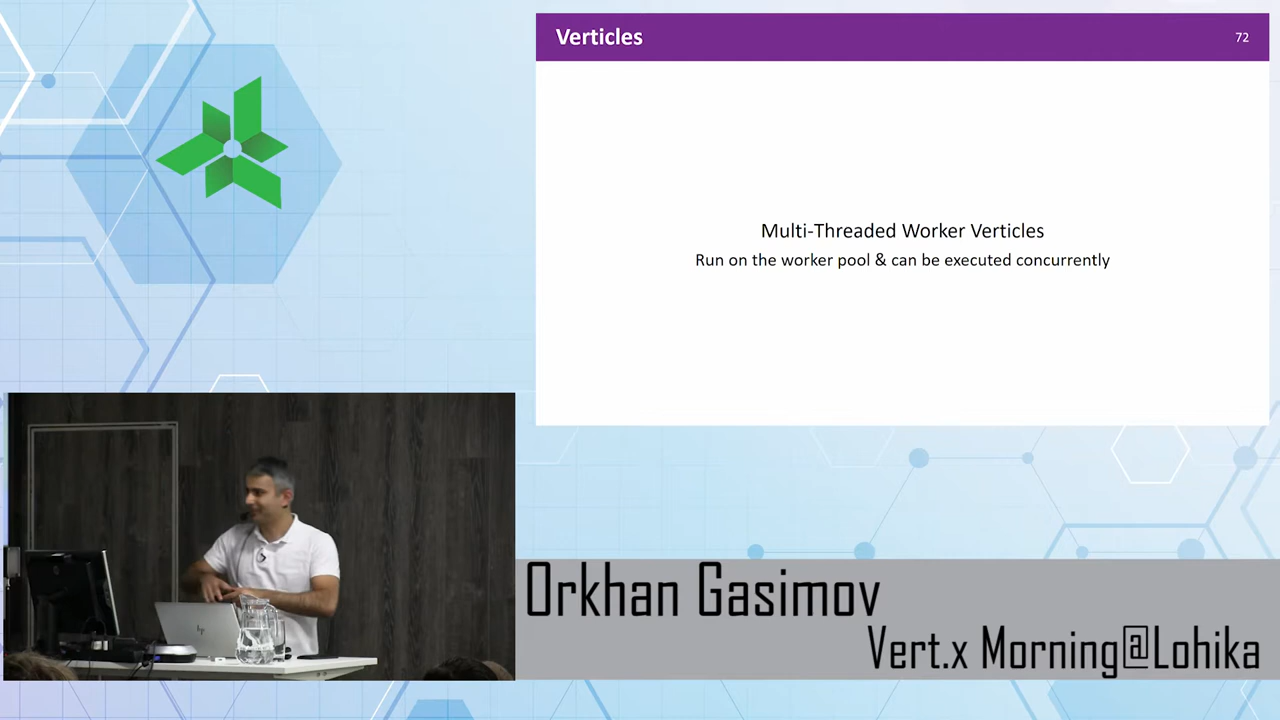 Verticles
72
Multi-Threaded Worker Verticles
Run on the worker pool & can be executed concurrently
hp
Orkhan Gasimov
Vert.x Morning@Lohika